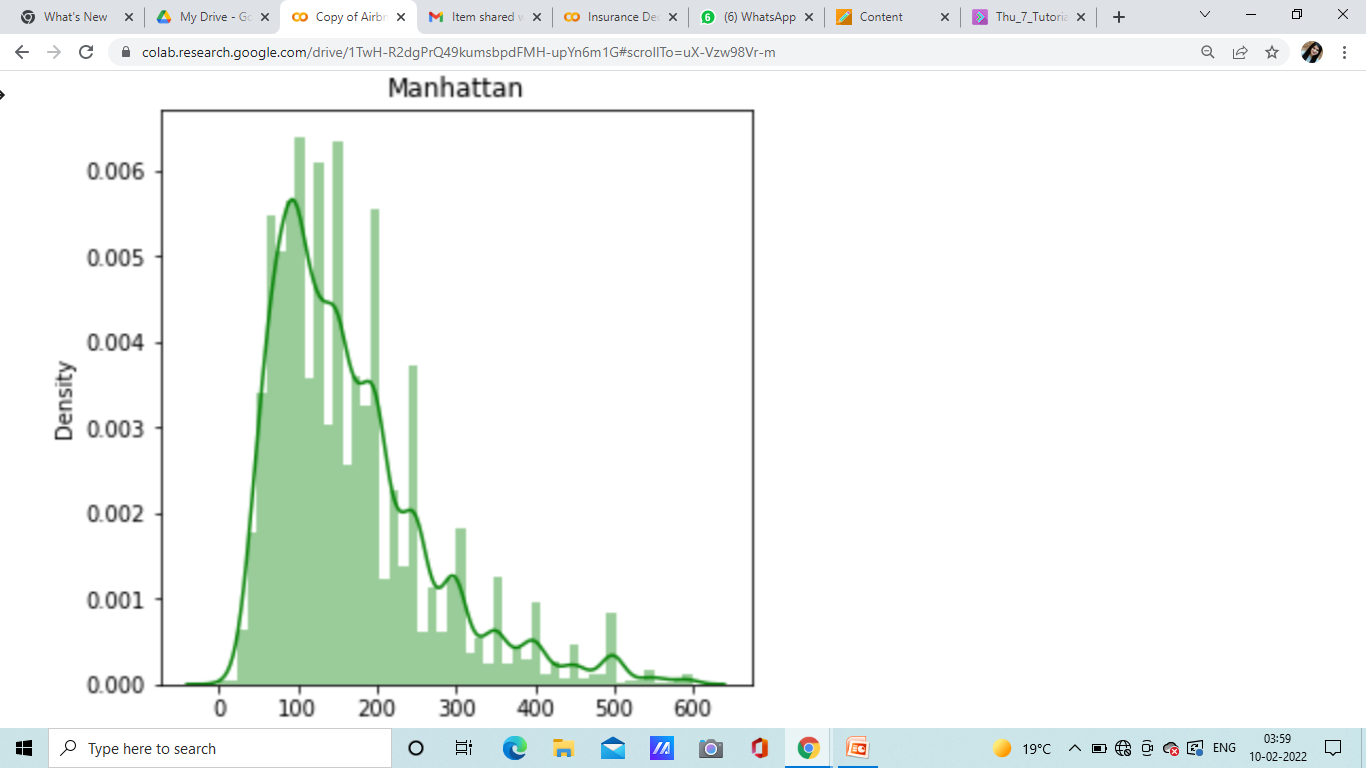 What's New
My Drive - Go
Copy of Airbn
Item shared w
Insurance De
(6) WhatsApp
Content
Thu_7_Tutoria
colab.research.google.com/drive/1TwH-R2dgPrQ49kumsbpdFMH-upYn6m1G#scrollTo=uX-Vzw98Vr-m
Manhattan
0.006
0.005
0.004
0.003
0.002
0.001
0.000
Density
0 100 200 300 400 500 600
Type here to search
19°C
ENG
03:59
10-02-2022